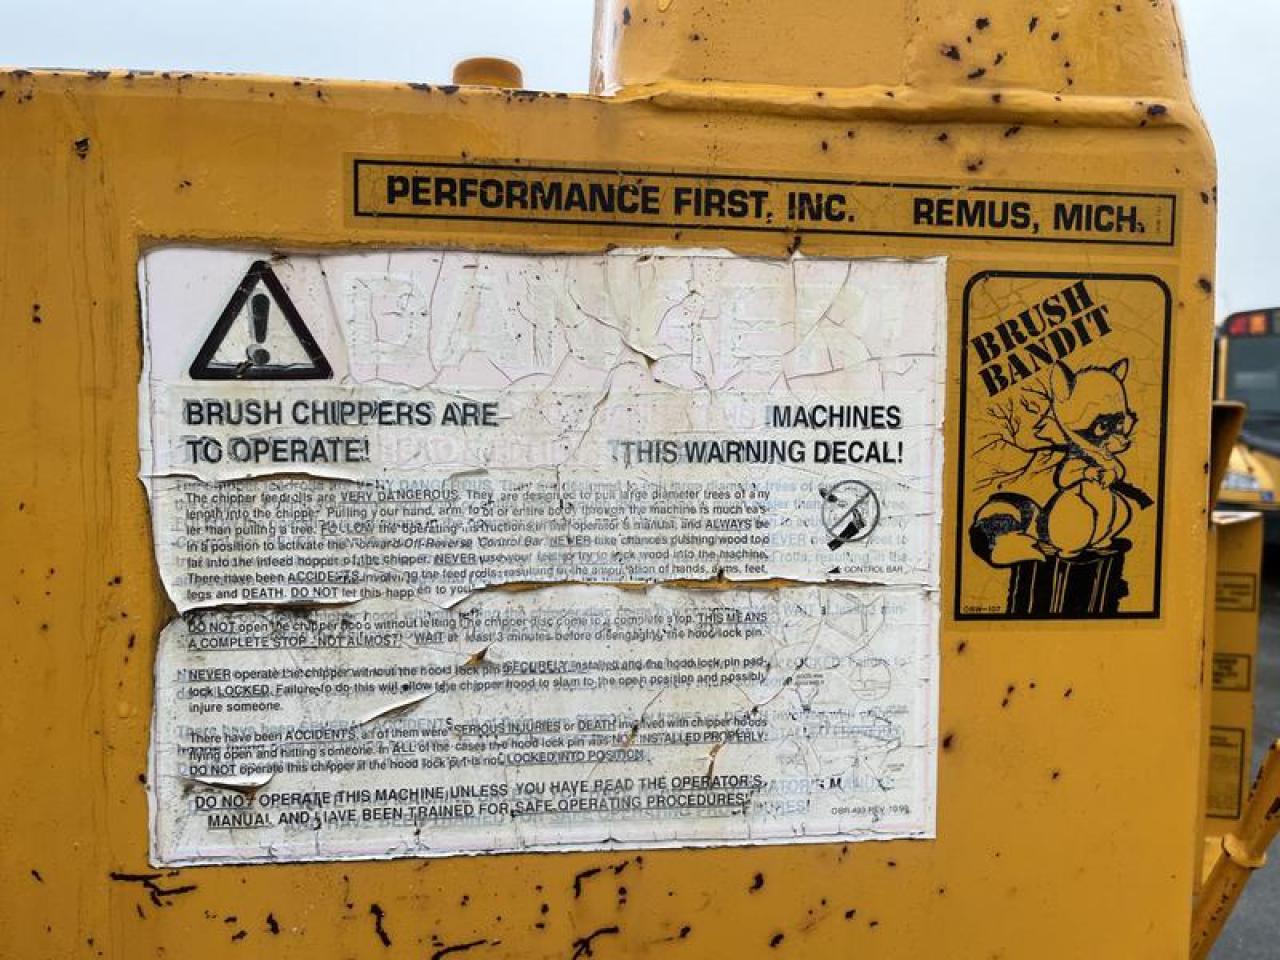 PERFORMANCE FIRST, INC. REMUS, MICH.
DANGER
BRUSH CHIPPERS ARE MACHINES
TO OPERATE! THIS WARNING DECAL!
The chipper feedrolls are VERY DANGEROUS. They are designed to pull large diameter trees of any
length into the chipper. Pulling your hand, arm, foot or entire body through the machine is much eas-
ier than pulling a tree. FOLLOW the operating instructions in the operator's manual, and ALWAYS be
in a position to activate the "Forward-Off-Reverse 'Control Bar'. NEVER take chances pushing wood too
far into the infeed hopper of the chipper. NEVER use your feet to try to kick wood into the machine.
There have been ACCIDENTS involving the feed rolls resulting in the amputation of hands, arms, feet,
legs and DEATH. DO NOT let this happen to you!
CONTROL BAR
DO NOT open the chipper hood without letting the chipper disc come to a complete stop. THIS MEANS
A COMPLETE STOP - NOT ALMOST! WAIT at least 3 minutes before disengaging the hood lock pin.
NEVER operate the chipper without the hood lock pin SECURELY installed and the hood lock pin pad-
lock LOCKED. Failure to do this will allow the chipper hood to slam to the open position and possibly
injure someone.
There have been ACCIDENTS, all of them were SERIOUS INJURIES or DEATH involved with chipper hoods
flying open and hitting someone. In ALL of the cases the hood lock pin was NOT INSTALLED PROPERLY.
DO NOT operate this chipper if the hood lock pin is not LOCKED INTO POSITION.
DO NOT OPERATE THIS MACHINE UNLESS YOU HAVE READ THE OPERATOR'S
MANUAL AND HAVE BEEN TRAINED FOR SAFE OPERATING PROCEDURES!
BRUSH
BANDIT